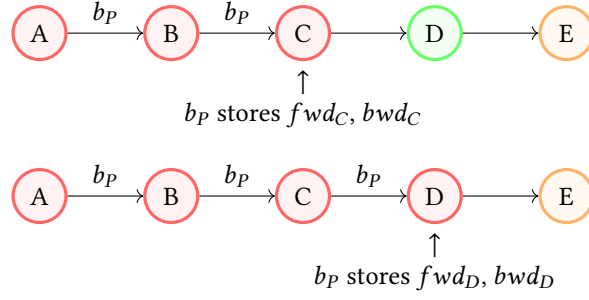 b_P b_P
A B C D E
b_P stores fwd_C, bwd_C
b_P b_P b_P
A B C D E
b_P stores fwd_D, bwd_D